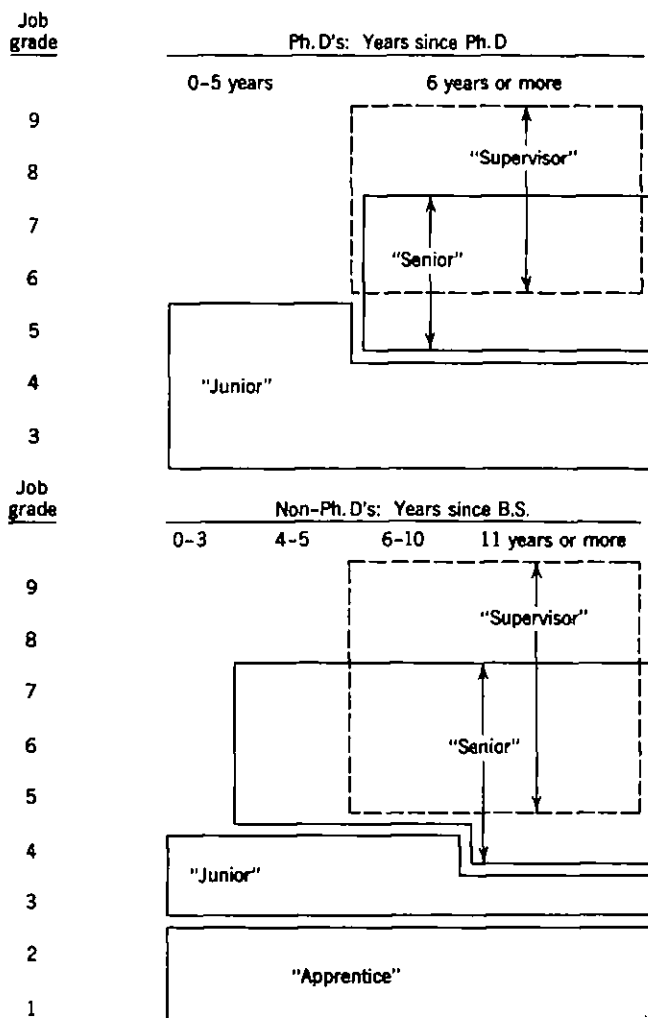 Job
grade
Ph. D's: Years since Ph. D
0-5 years 6 years or more
9
"Supervisor"
8
7
"Senior"
6
5
"Junior"
4
3
Job
grade
Non-Ph. D's: Years since B.S.
0-3 4-5 6-10 11 years or more
9
"Supervisor"
8
7
"Senior"
6
5
4
"Junior"
3
2
"Apprentice"
1